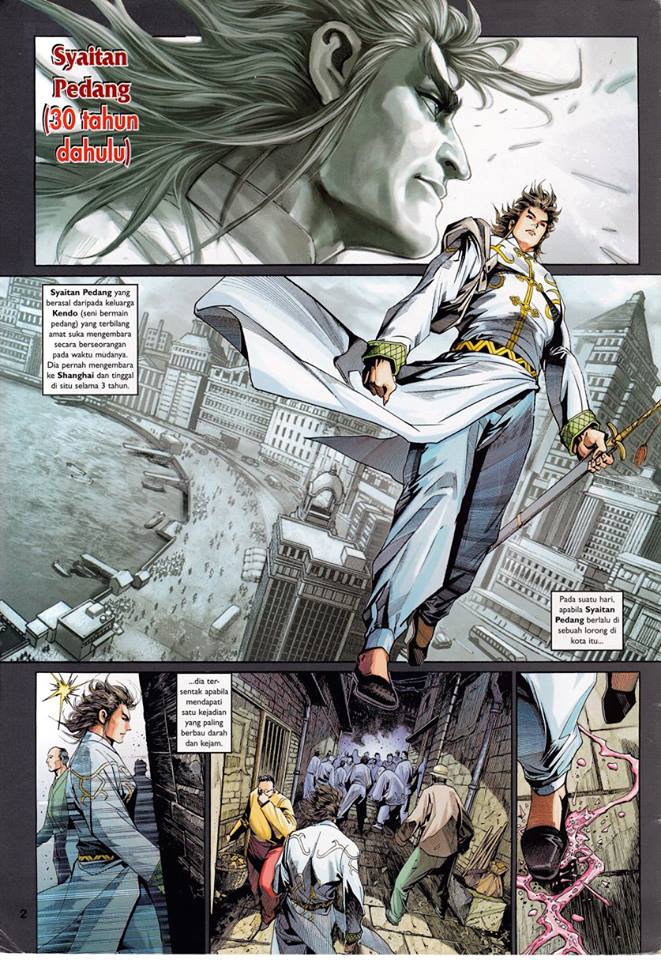 Syaitan
Pedang
(30 tahun
dahulu)
Syaitan Pedang yang
berasal daripada keluarga
Kendo (seni bermain
pedang) yang terbilang
amat suka mengembara
secara berseorangan
pada waktu mudanya.
Dia pernah mengembara
ke Shanghai dan tinggal
di situ selama 3 tahun.
Pada suatu hari,
apabila Syaitan
Pedang berlalu di
sebuah lorong di
kota itu...
...dia ter-
sentak apabila
mendapati
satu kejadian
yang paling
berbau darah
dan kejam.
2